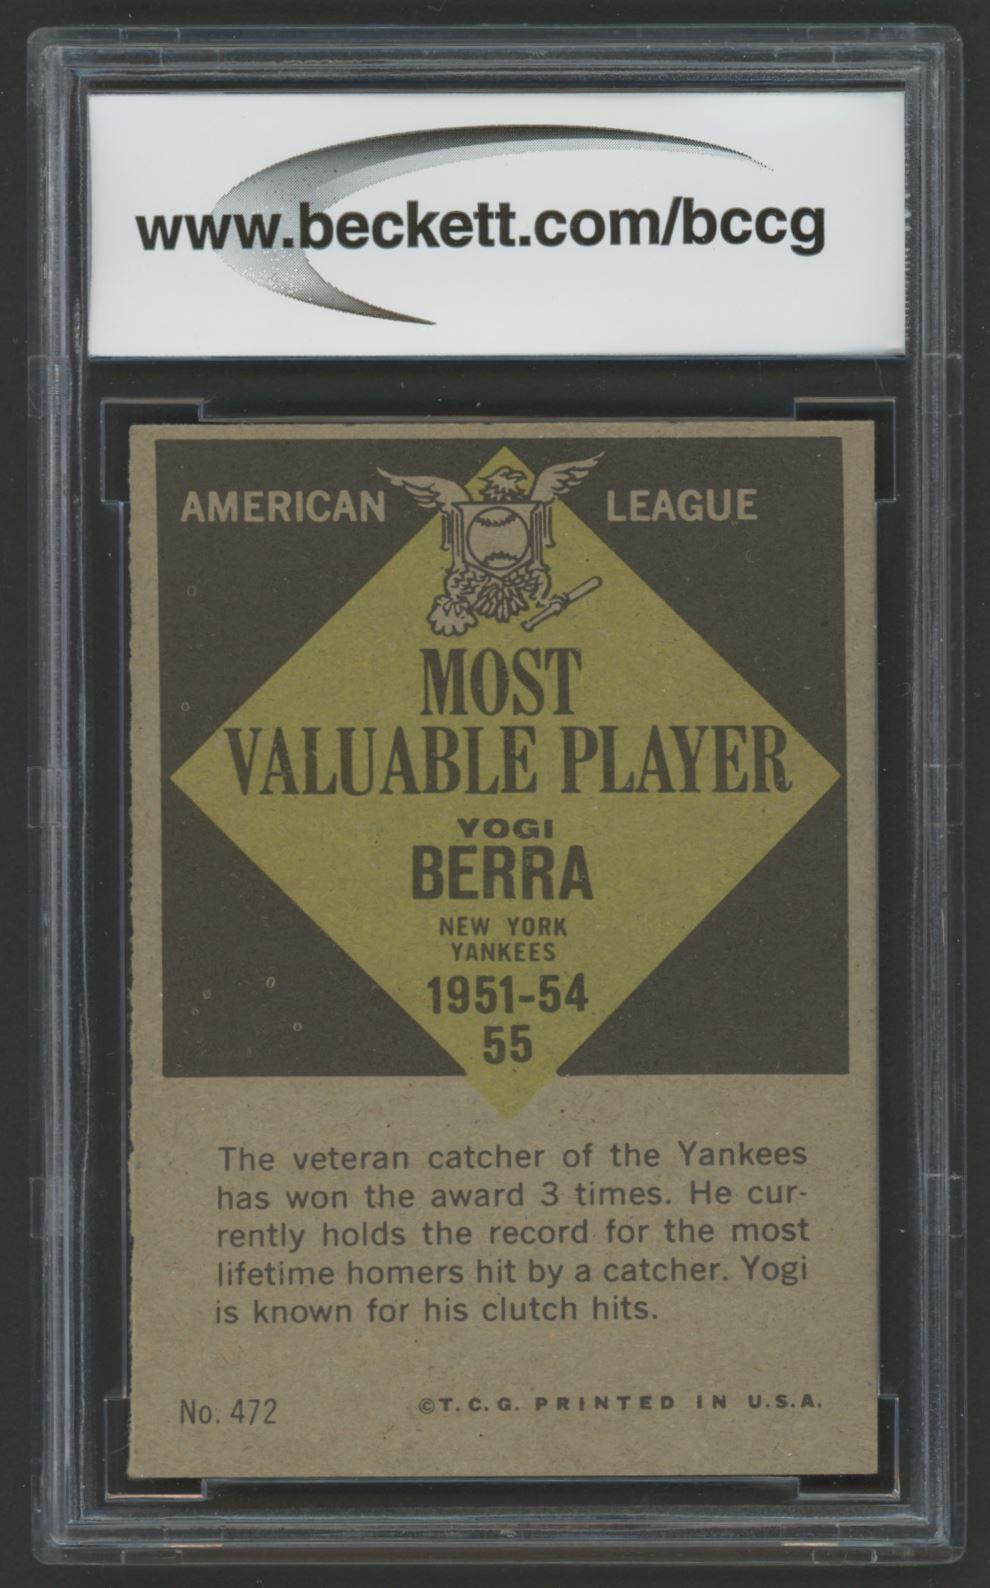 www.beckett.com/bccg
AMERICAN LEAGUE
MOST
VALUABLE PLAYER
YOGI
BERRA
NEW YORK
YANKEES
1951-54
55
The veteran catcher of the Yankees
has won the award 3 times. He cur-
rently holds the record for the most
lifetime homers hit by a catcher. Yogi
is known for his clutch hits.
No. 472 ©T.C.G. PRINTED IN U.S.A.